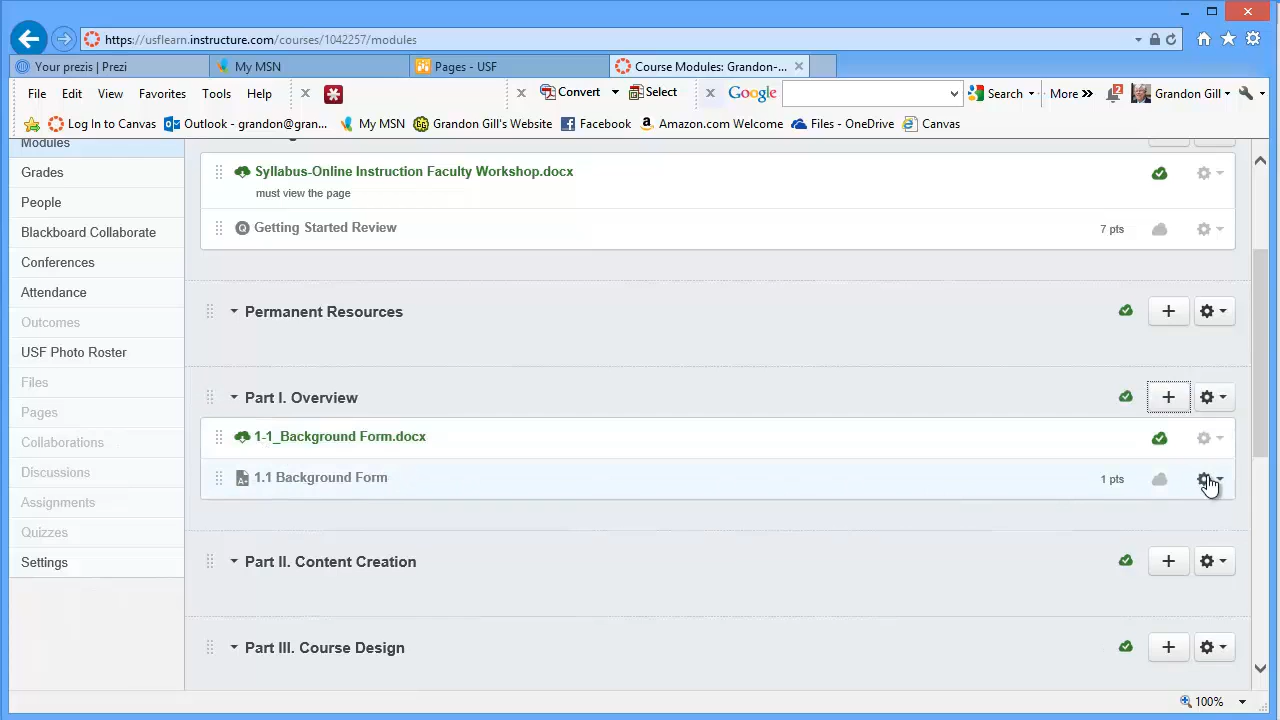 https://usflearn.instructure.com/courses/1042257/modules
Your prezis | Prezi
My MSN
Pages - USF
Course Modules: Grandon-...
File Edit View Favorites Tools Help
Convert Select
Google
Search More »
2
Grandon Gill
Log In to Canvas
Outlook - grandon@gran...
My MSN
Grandon Gill's Website
Facebook
Amazon.com Welcome
Files - OneDrive
Canvas
Modules
Grades
People
Blackboard Collaborate
Conferences
Attendance
Outcomes
USF Photo Roster
Files
Pages
Collaborations
Discussions
Assignments
Quizzes
Settings
Syllabus-Online Instruction Faculty Workshop.docx
must view the page
Getting Started Review
7 pts
Permanent Resources
Part I. Overview
1-1_Background Form.docx
1.1 Background Form
1 pts
Part II. Content Creation
Part III. Course Design
100%